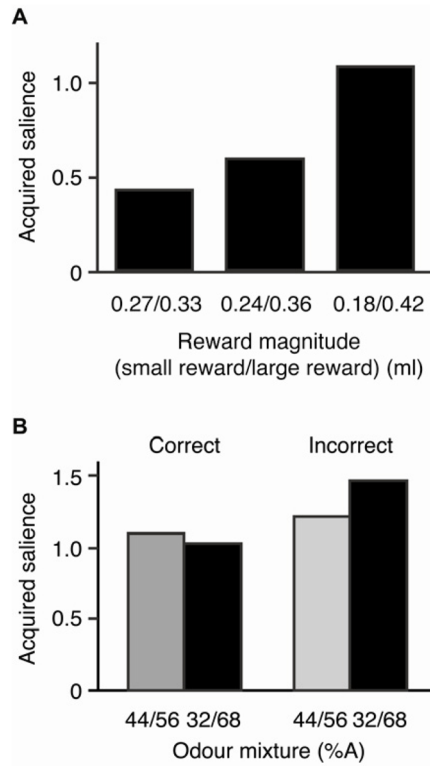 A
Acquired salience
1.0
0.5
0
0.27/0.33 0.24/0.36 0.18/0.42
Reward magnitude
(small reward/large reward) (ml)
B
Correct Incorrect
Acquired salience
1.5
1.0
0.5
0
44/56 32/68 44/56 32/68
Odour mixture (%A)